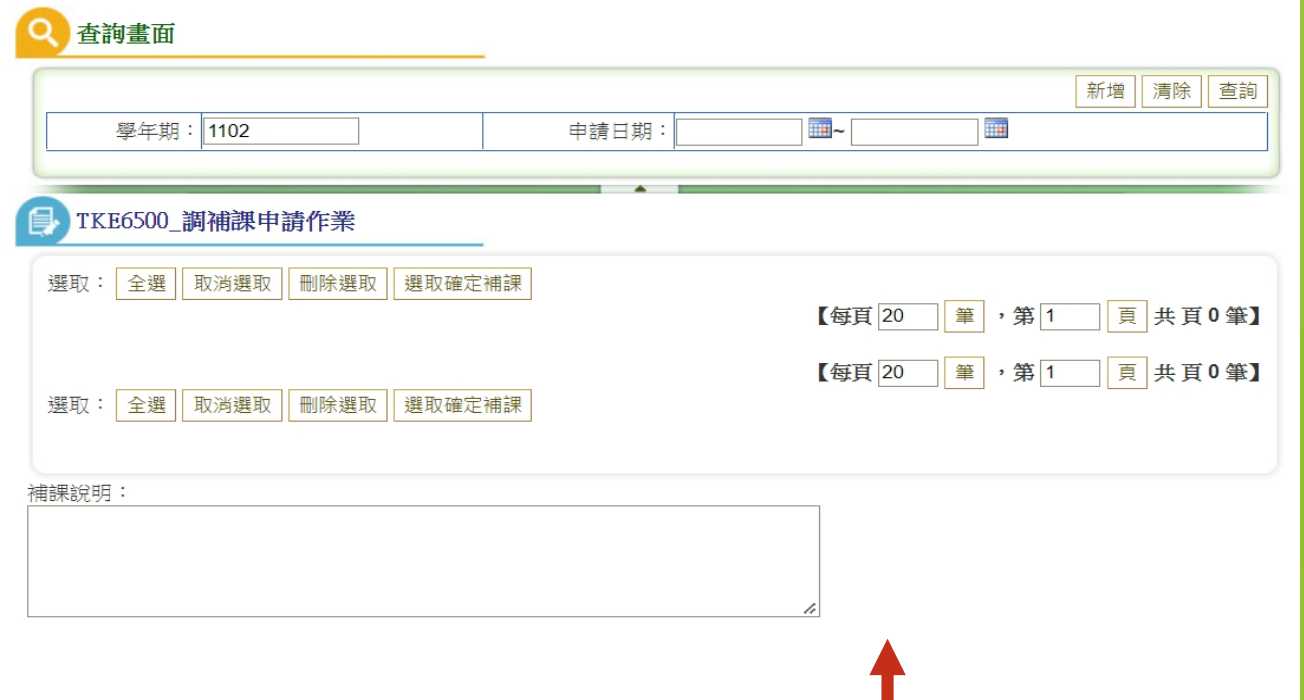 查詢畫面
新增 清除 查詢
學年期：1102 申請日期： ~
TKE6500_調補課申請作業
選取： 全選 取消選取 刪除選取 選取確定補課
【每頁 20 筆 ，第 1 頁 共 頁 0 筆】
【每頁 20 筆 ，第 1 頁 共 頁 0 筆】
選取： 全選 取消選取 刪除選取 選取確定補課
補課說明：